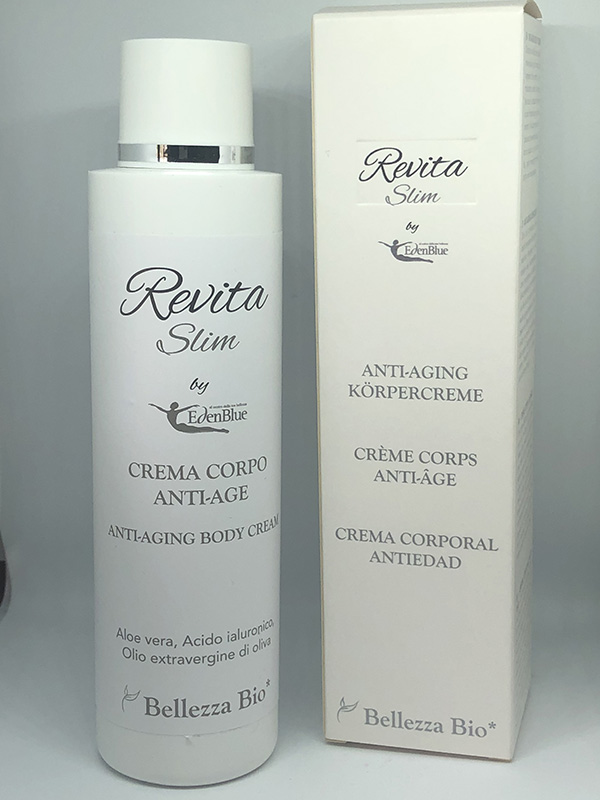 Revita
Slim
by
EdenBlue
CREMA CORPO
ANTI-AGE
ANTI-AGING BODY CREAM
Aloe vera, Acido ialuronico,
Olio extravergine di oliva
Bellezza Bio*
Revita
Slim
by
EdenBlue
ANTI-AGING
KÖRPERCREME
CRÈME CORPS
ANTI-ÂGE
CREMA CORPORAL
ANTIEDAD
Bellezza Bio*